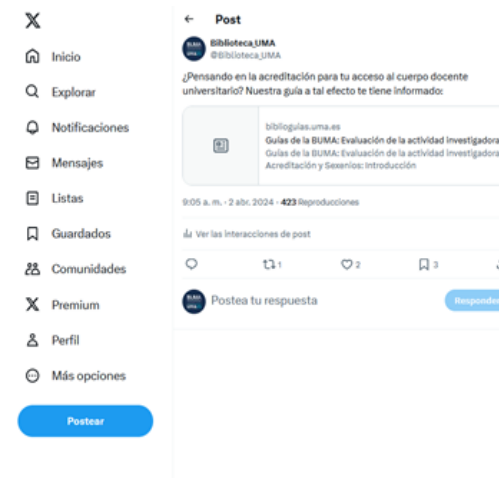 Inicio
Explorar
Notificaciones
Mensajes
Listas
Guardados
Comunidades
Premium
Perfil
Más opciones
Postear
Post
Biblioteca_UMA
@Biblioteca_UMA
¿Pensando en la acreditación para tu acceso al cuerpo docente
universitario? Nuestra guía a tal efecto te tiene informado:
biblioguias.uma.es
Guías de la BUMA: Evaluación de la actividad investigadora
Guías de la BUMA: Evaluación de la actividad investigadora
Acreditación y Sexenios: Introducción
9:05 a. m. · 2 abr. 2024 · 423 Reproducciones
Ver las interacciones de post
1 2 3
Postea tu respuesta
Responder